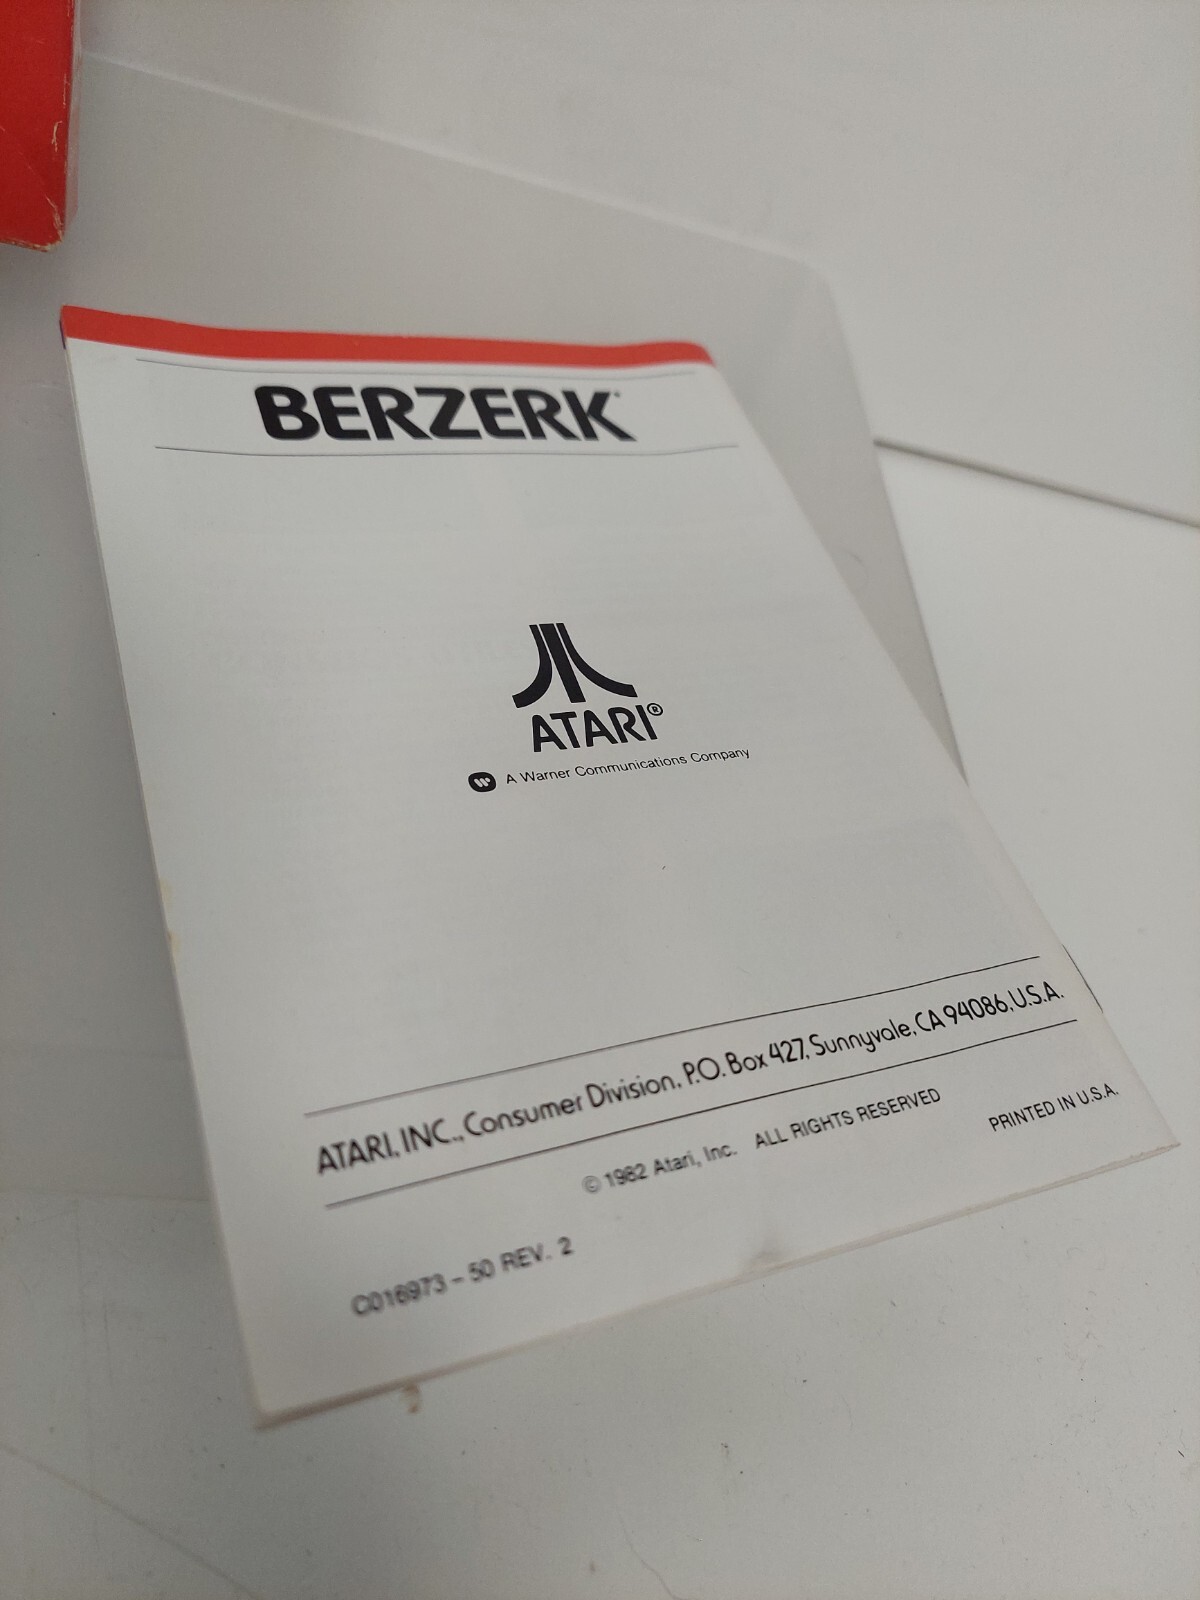 BERZERK
ATARI®
W A Warner Communications Company
ATARI, INC., Consumer Division, P.O. Box 427, Sunnyvale, CA 94086, U.S.A.
© 1982 Atari, Inc. ALL RIGHTS RESERVED
PRINTED IN U.S.A.
C016973 – 50 REV. 2